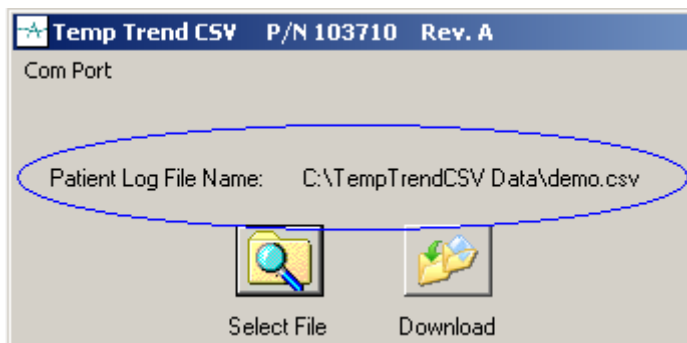 Temp Trend CSV P/N 103710 Rev. A
Com Port
Patient Log File Name: C:\TempTrendCSV Data\demo.csv
Select File Download